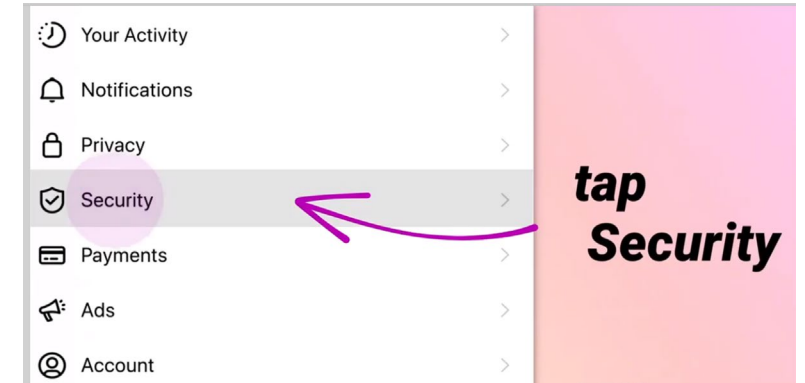 Your Activity
Notifications
Privacy
Security
Payments
Ads
Account
tap
Security